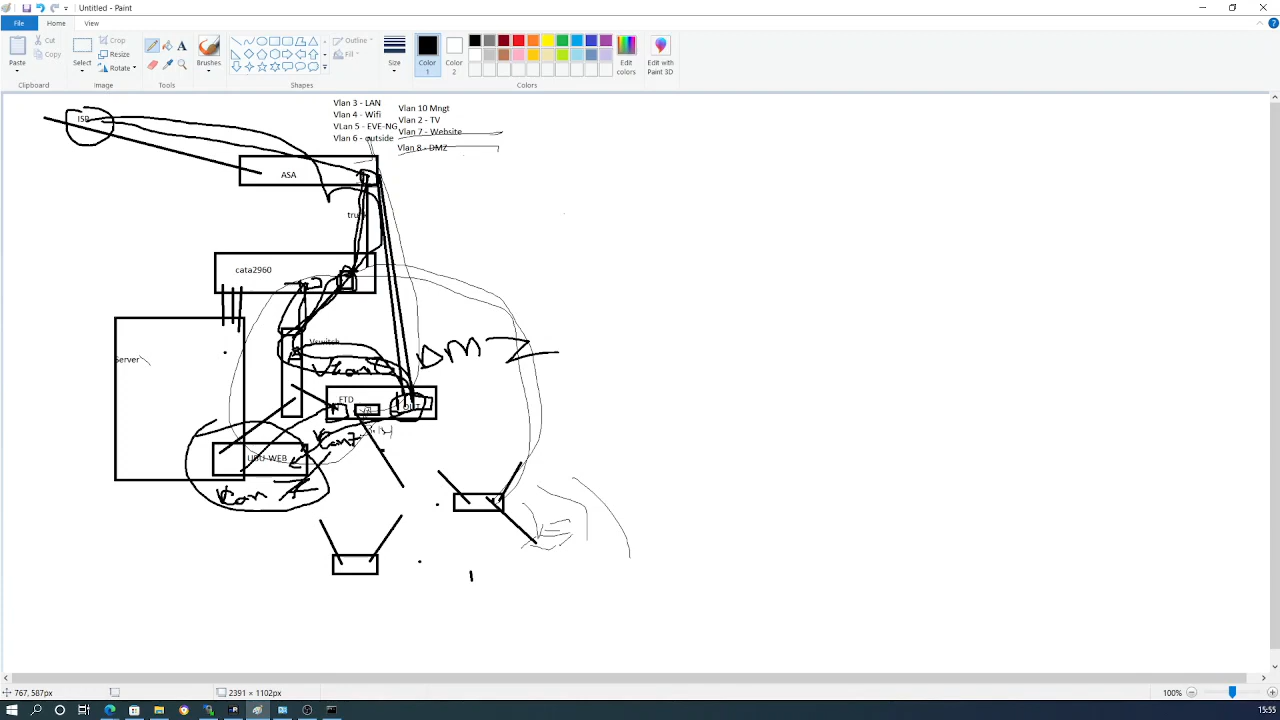 Untitled - Paint
File
Home
View
Paste
Cut
Copy
Clipboard
Select
Crop
Resize
Rotate
Image
A
Tools
Brushes
Outline
Fill
Shapes
Size
Color 1
Color 2
Edit colors
Edit with Paint 3D
Colors
Vlan 3 - LAN
Vlan 4 - Wifi
VLan 5 - EVE-NG
Vlan 6 - outside
Vlan 10 Mngt
Vlan 2 - TV
Vlan 7 - Website
Vlan 8 - DMZ
ISP
ASA
trunk
cata2960
Server
Vswitch
DMZ
FTD
OUT
UBU-WEB
767, 587px
2391 × 1102px
100%
15:55